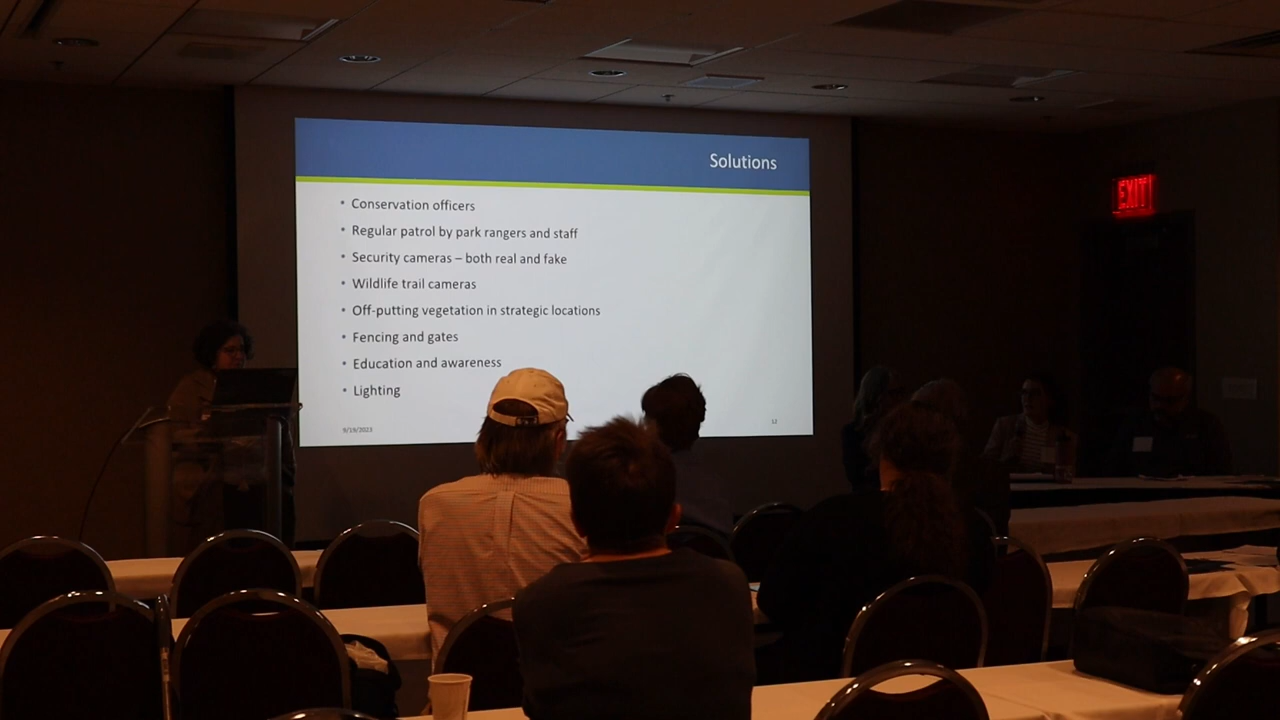 Solutions
• Conservation officers
• Regular patrol by park rangers and staff
• Security cameras – both real and fake
• Wildlife trail cameras
• Off-putting vegetation in strategic locations
• Fencing and gates
• Education and awareness
• Lighting
9/19/2023
12
EXIT